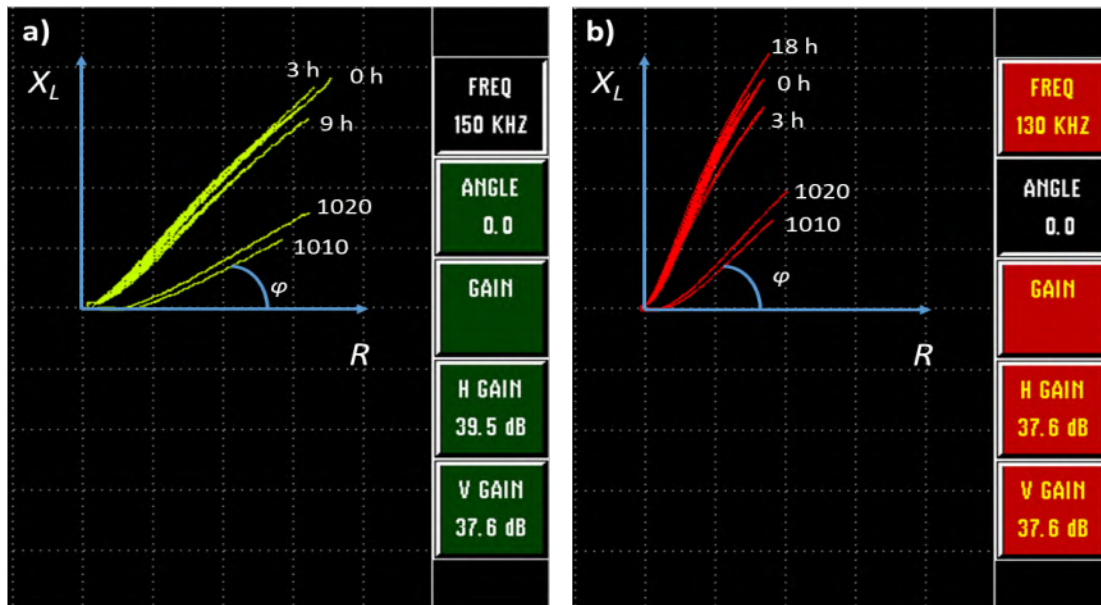 a)
X_L
3 h
0 h
9 h
1020
1010
φ
R
FREQ
150 KHZ
ANGLE
0.0
GAIN
H GAIN
39.5 dB
V GAIN
37.6 dB
b)
X_L
18 h
0 h
3 h
1020
1010
φ
R
FREQ
130 KHZ
ANGLE
0.0
GAIN
H GAIN
37.6 dB
V GAIN
37.6 dB